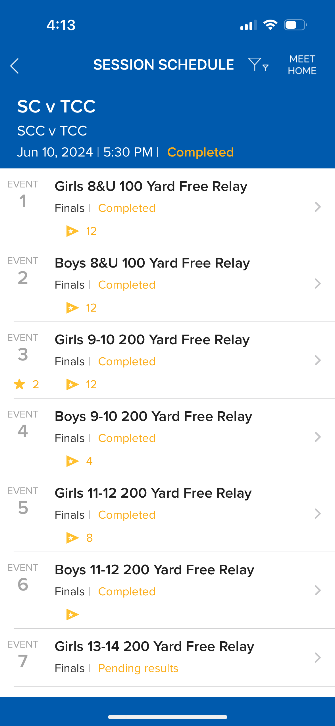 4:13
SESSION SCHEDULE
MEET
HOME
SC v TCC
SCC v TCC
Jun 10, 2024 | 5:30 PM | Completed
EVENT
1
Girls 8&U 100 Yard Free Relay
Finals | Completed
12
EVENT
2
Boys 8&U 100 Yard Free Relay
Finals | Completed
12
EVENT
3
Girls 9-10 200 Yard Free Relay
Finals | Completed
2 12
EVENT
4
Boys 9-10 200 Yard Free Relay
Finals | Completed
4
EVENT
5
Girls 11-12 200 Yard Free Relay
Finals | Completed
8
EVENT
6
Boys 11-12 200 Yard Free Relay
Finals | Completed
EVENT
7
Girls 13-14 200 Yard Free Relay
Finals | Pending results